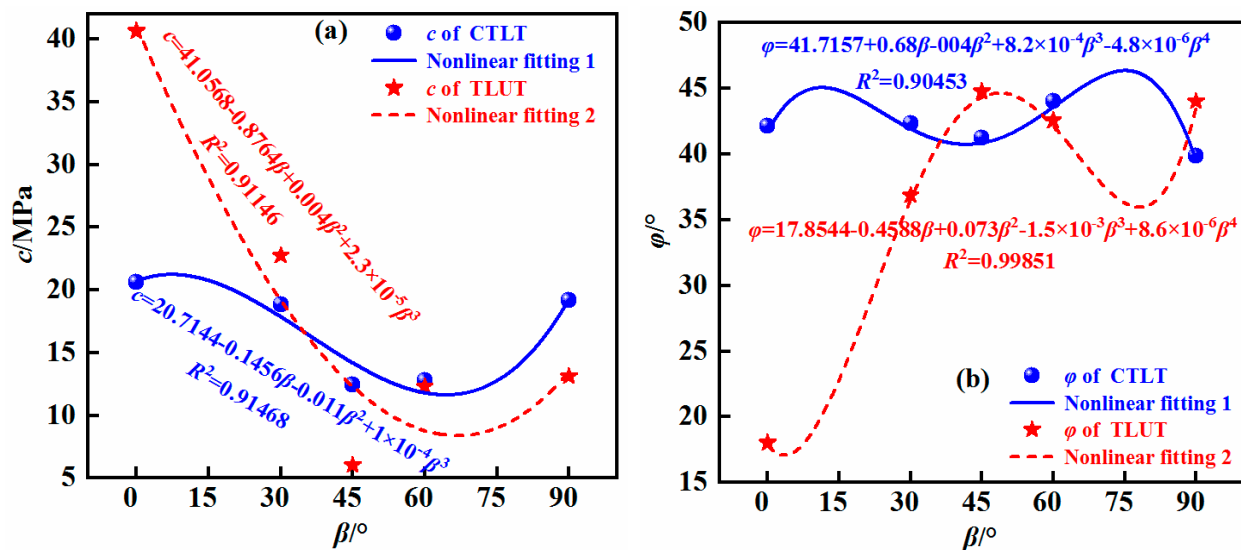 (a)
c of CTLT
Nonlinear fitting 1
c of TLUT
Nonlinear fitting 2
c=41.0568-0.8764β+0.004β²+2.3×10⁻⁵β³
R²=0.91146
c=20.7144-0.1456β-0.011β²+1×10⁻⁴β³
R²=0.91468
40
35
30
25
20
15
10
5
c/MPa
0 15 30 45 60 75 90
β/°
φ=41.7157+0.68β-004β²+8.2×10⁻⁴β³-4.8×10⁻⁶β⁴
R²=0.90453
φ=17.8544-0.4588β+0.073β²-1.5×10⁻³β³+8.6×10⁻⁶β⁴
R²=0.99851
(b)
φ of CTLT
Nonlinear fitting 1
φ of TLUT
Nonlinear fitting 2
50
45
40
35
30
25
20
15
φ/°
0 15 30 45 60 75 90
β/°